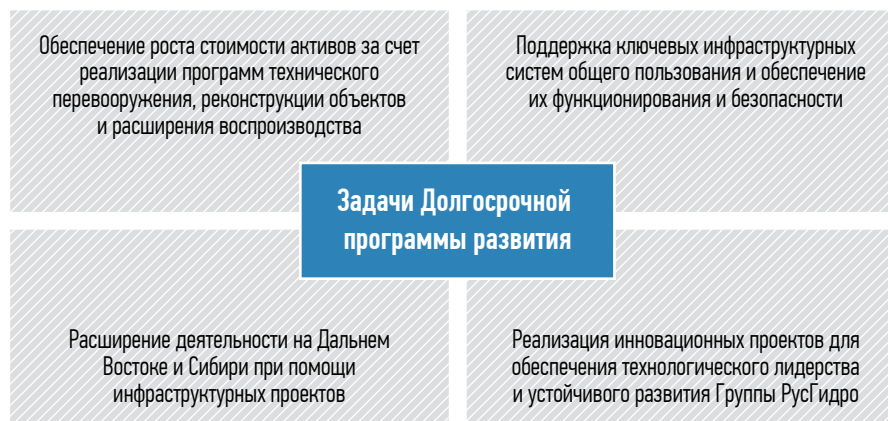 Обеспечение роста стоимости активов за счет
реализации программ технического
перевооружения, реконструкции объектов
и расширения воспроизводства
Поддержка ключевых инфраструктурных
систем общего пользования и обеспечение
их функционирования и безопасности
Задачи Долгосрочной
программы развития
Расширение деятельности на Дальнем
Востоке и Сибири при помощи
инфраструктурных проектов
Реализация инновационных проектов для
обеспечения технологического лидерства
и устойчивого развития Группы РусГидро